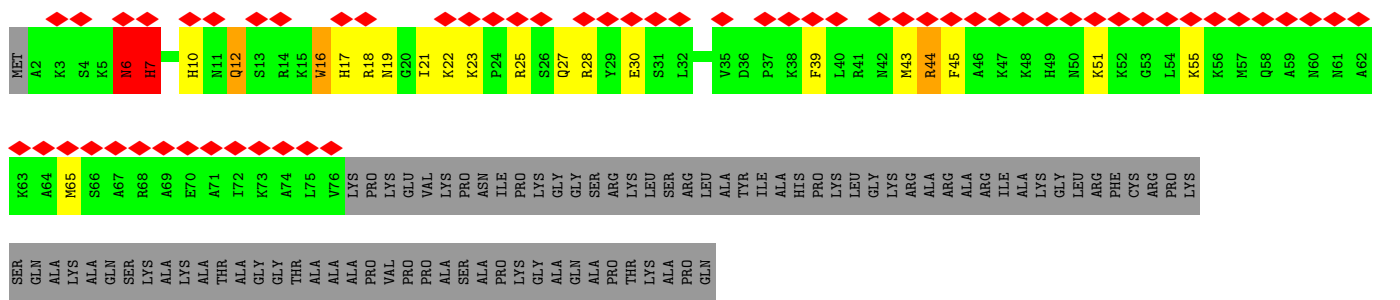 MET A2 K3 S4 K5 N6 H7 H10 N11 Q12 S13 R14 K15 W16 H17 R18 N19 G20 I21 K22 K23 P24 R25 S26 Q27 R28 Y29 E30 S31 L32 V35 D36 P37 K38 F39 L40 R41 N42 M43 R44 F45 A46 K47 K48 H49 N50 K51 K52 G53 L54 K55 K56 M57 Q58 A59 N60 N61 A62
K63 A64 M65 S66 A67 R68 A69 E70 A71 I72 K73 A74 L75 V76 LYS PRO LYS GLU VAL LYS PRO ASN ILE PRO LYS GLY GLY SER ARG LYS LEU SER ARG LEU ALA TYR ILE ALA HIS PRO LYS LEU GLY LYS ARG ALA ARG ALA ARG ILE ALA LYS GLY LEU ARG PHE CYS ARG PRO LYS
SER GLN ALA LYS ALA GLN SER LYS ALA LYS ALA THR ALA GLY GLY THR ALA ALA ALA PRO VAL PRO PRO ALA SER ALA PRO LYS GLY ALA GLN ALA PRO THR LYS ALA PRO GLN